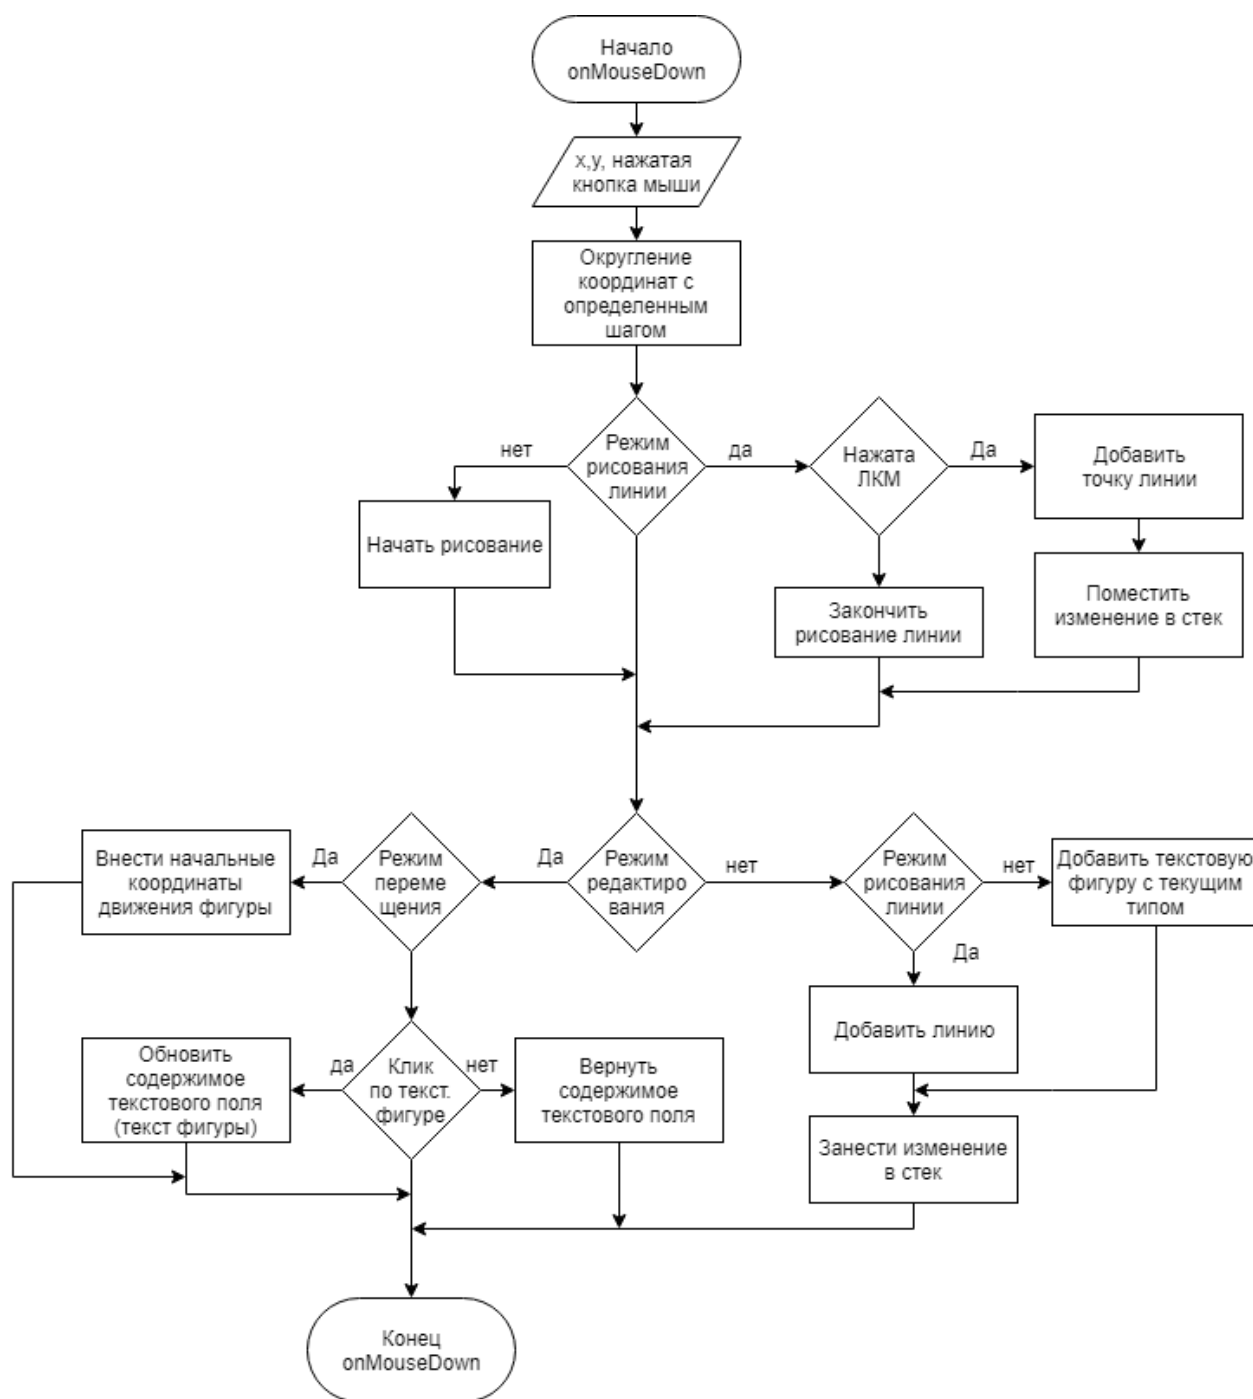 Начало
onMouseDown
x,y, нажатая
кнопка мыши
Округление
координат с
определенным
шагом
нет
Режим
рисования
линии
да
Нажата
ЛКМ
Да
Добавить
точку линии
Начать рисование
Закончить
рисование линии
Поместить
изменение в стек
Внести начальные
координаты
движения фигуры
Да
Режим
переме
щения
Да
Режим
редактиро
вания
нет
Режим
рисования
линии
нет
Добавить текстовую
фигуру с текущим
типом
Да
Добавить линию
Обновить
содержимое
текстового поля
(текст фигуры)
да
Клик
по текст.
фигуре
нет
Вернуть
содержимое
текстового поля
Занести изменение
в стек
Конец
onMouseDown